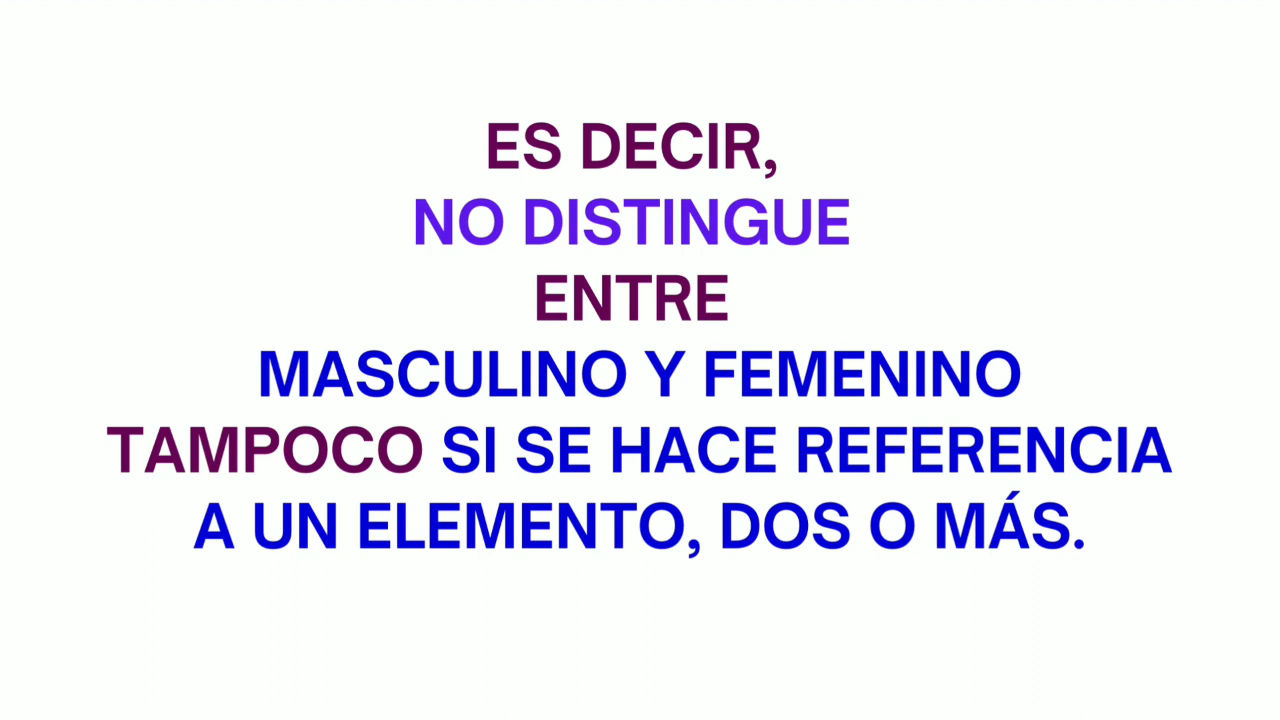 ES DECIR,
NO DISTINGUE
ENTRE
MASCULINO Y FEMENINO
TAMPOCO SI SE HACE REFERENCIA
A UN ELEMENTO, DOS O MÁS.